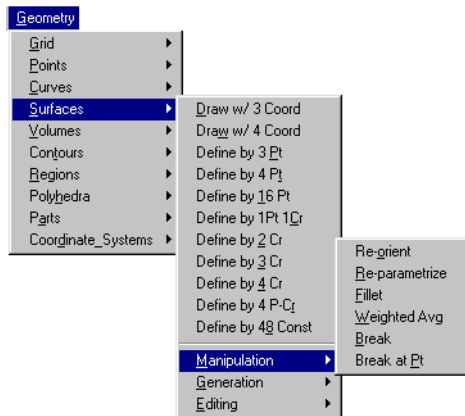 Geometry
Grid
Points
Curves
Surfaces
Volumes
Contours
Regions
Polyhedra
Parts
Coordinate_Systems
Draw w/ 3 Coord
Draw w/ 4 Coord
Define by 3 Pt
Define by 4 Pt
Define by 16 Pt
Define by 1Pt 1Cr
Define by 2 Cr
Define by 3 Cr
Define by 4 Cr
Define by 4 P-Cr
Define by 48 Const
Manipulation
Generation
Editing
Re-orient
Re-parametrize
Fillet
Weighted Avg
Break
Break at Pt